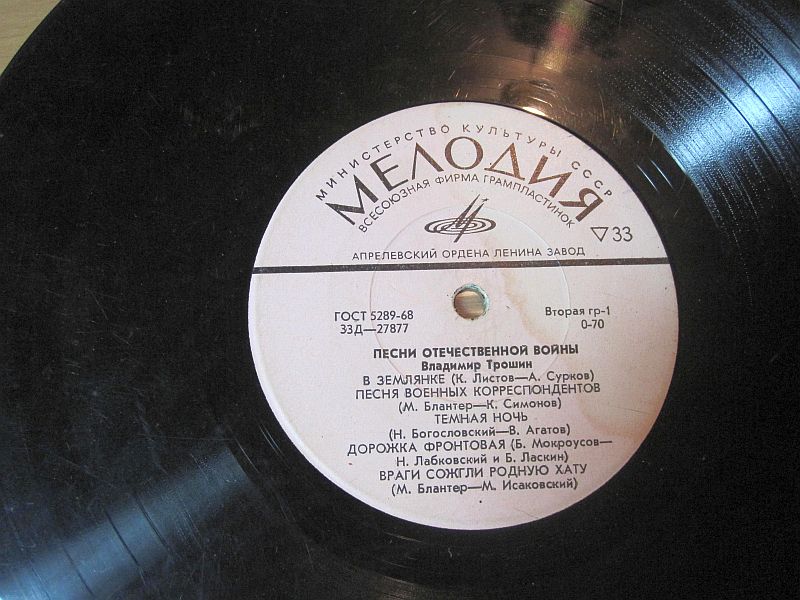 МИНИСТЕРСТВО КУЛЬТУРЫ СССР
МЕЛОДИЯ
ВСЕСОЮЗНАЯ ФИРМА ГРАМПЛАСТИНОК
▽33
АПРЕЛЕВСКИЙ ОРДЕНА ЛЕНИНА ЗАВОД
ГОСТ 5289-68 Вторая гр-1
33Д—27877 0-70
ПЕСНИ ОТЕЧЕСТВЕННОЙ ВОЙНЫ
Владимир Трошин
В ЗЕМЛЯНКЕ (К. Листов—А. Сурков)
ПЕСНЯ ВОЕННЫХ КОРРЕСПОНДЕНТОВ
(М. Блантер—К. Симонов)
ТЕМНАЯ НОЧЬ
(Н. Богословский—В. Агатов)
ДОРОЖКА ФРОНТОВАЯ (Б. Мокроусов—
Н. Лабковский и Б. Ласкин)
ВРАГИ СОЖГЛИ РОДНУЮ ХАТУ
(М. Блантер—М. Исаковский)